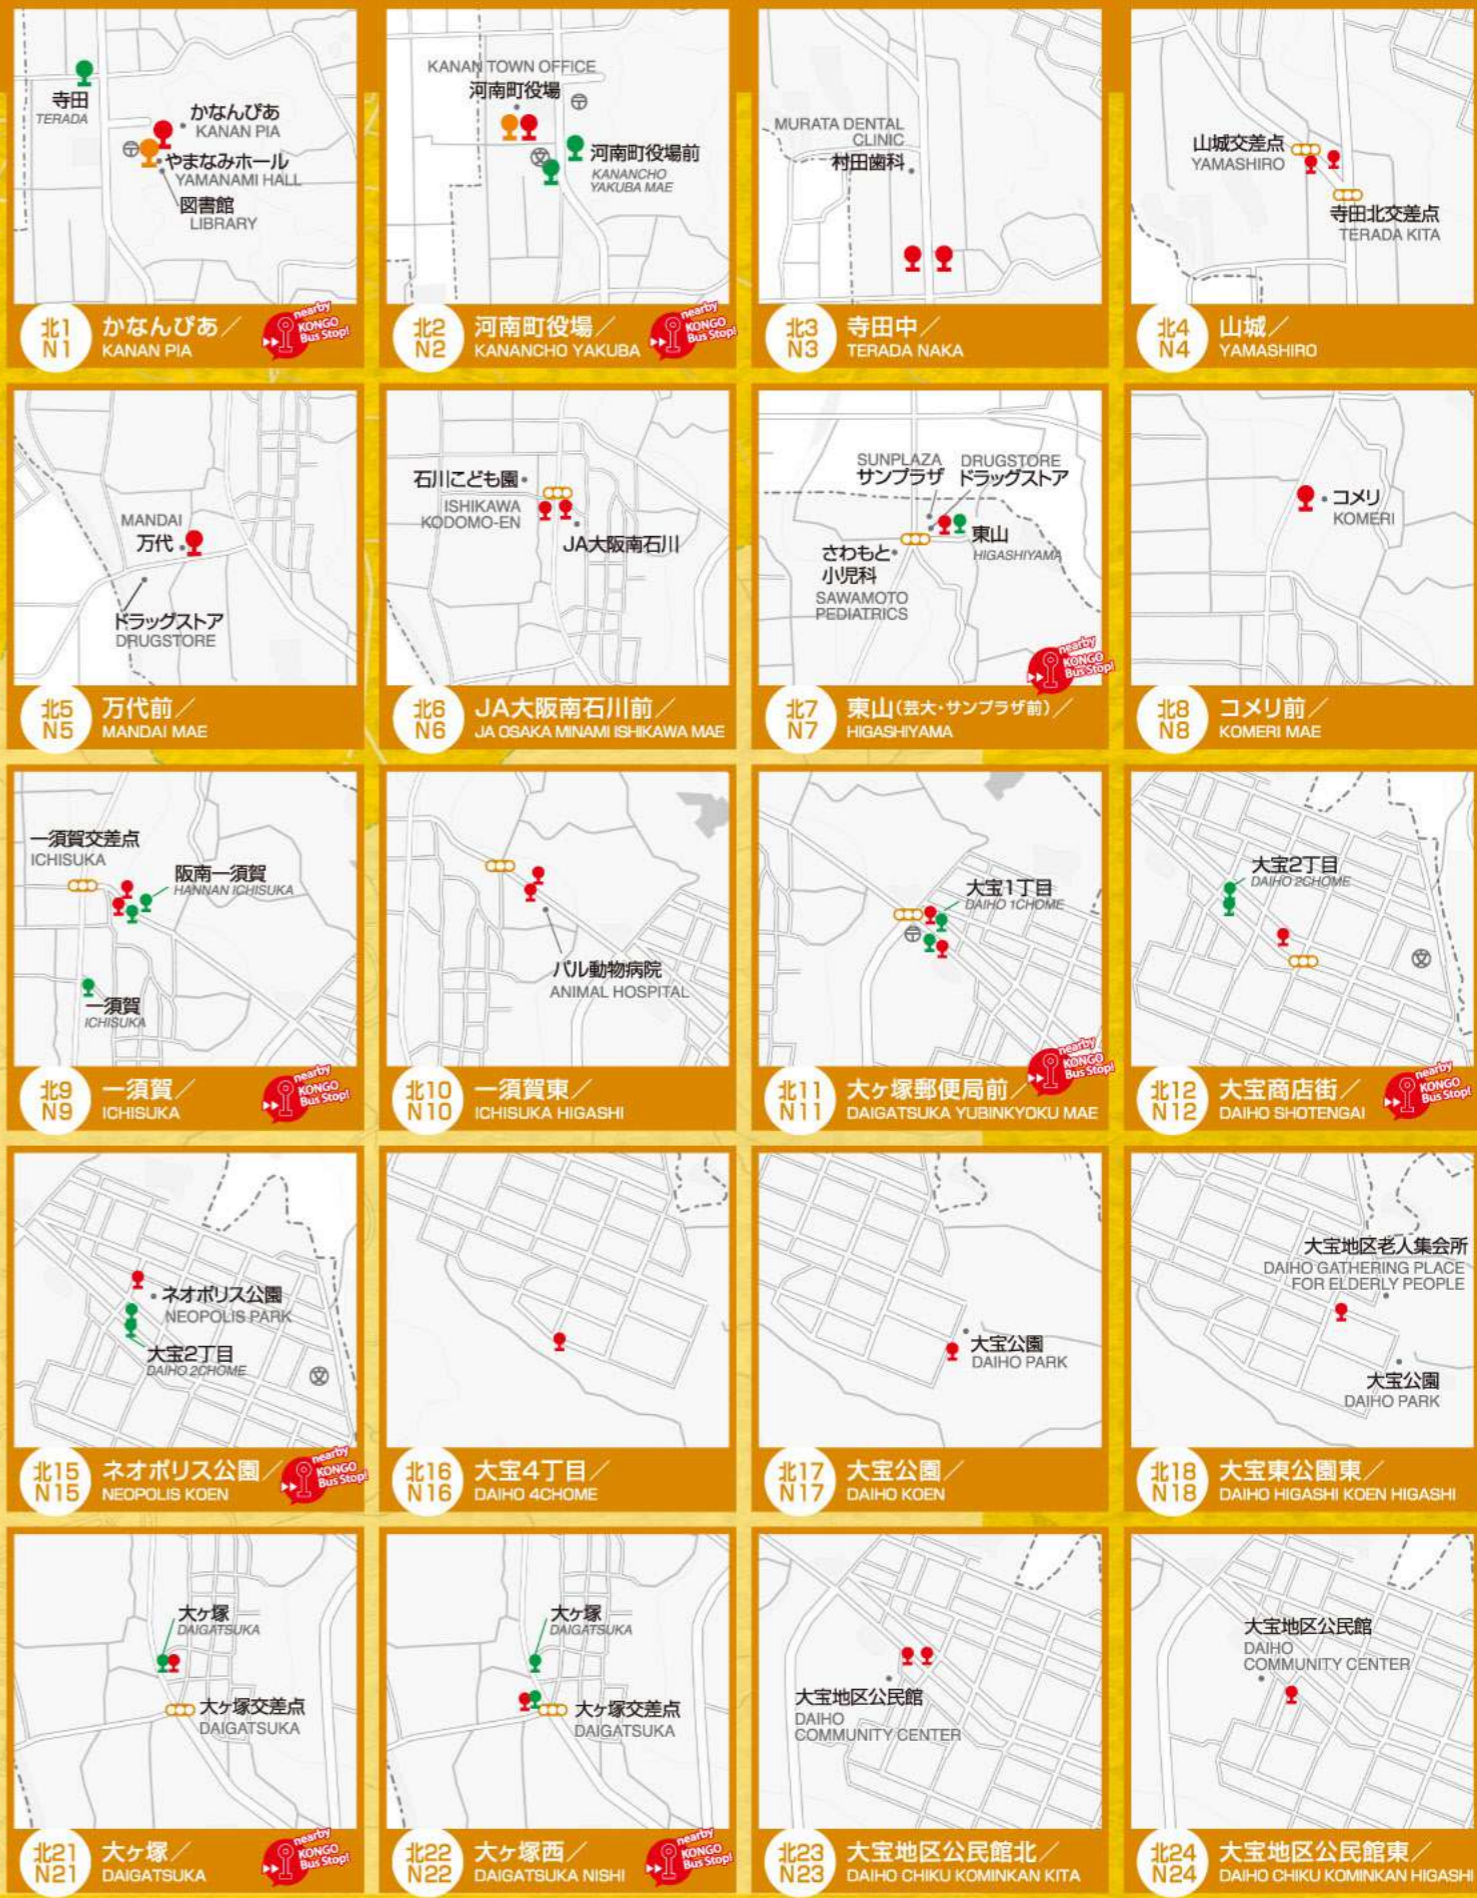 寺田
TERADA
かなんぴあ
KANAN PIA
やまなみホール
YAMANAMI HALL
図書館
LIBRARY
北1
N1
かなんぴあ／
KANAN PIA
nearby
KONGO
Bus Stop!
KANAN TOWN OFFICE
河南町役場
河南町役場前
KANANCHO
YAKUBA MAE
北2
N2
河南町役場／
KANANCHO YAKUBA
nearby
KONGO
Bus Stop!
MURATA DENTAL
CLINIC
村田歯科
北3
N3
寺田中／
TERADA NAKA
山城交差点
YAMASHIRO
寺田北交差点
TERADA KITA
北4
N4
山城／
YAMASHIRO
MANDAI
万代
ドラッグストア
DRUGSTORE
北5
N5
万代前／
MANDAI MAE
石川こども園
ISHIKAWA
KODOMO-EN
JA大阪南石川
北6
N6
JA大阪南石川前／
JA OSAKA MINAMI ISHIKAWA MAE
SUNPLAZA
サンプラザ
DRUGSTORE
ドラッグストア
東山
HIGASHIYAMA
さわもと
小児科
SAWAMOTO
PEDIATRICS
北7
N7
東山(芸大・サンプラザ前)／
HIGASHIYAMA
nearby
KONGO
Bus Stop!
コメリ
KOMERI
北8
N8
コメリ前／
KOMERI MAE
一須賀交差点
ICHISUKA
阪南一須賀
HANNAN ICHISUKA
一須賀
ICHISUKA
北9
N9
一須賀／
ICHISUKA
nearby
KONGO
Bus Stop!
パル動物病院
ANIMAL HOSPITAL
北10
N10
一須賀東／
ICHISUKA HIGASHI
大宝1丁目
DAIHO 1CHOME
北11
N11
大ヶ塚郵便局前／
DAIGATSUKA YUBINKYOKU MAE
nearby
KONGO
Bus Stop!
大宝2丁目
DAIHO 2CHOME
北12
N12
大宝商店街／
DAIHO SHOTENGAI
nearby
KONGO
Bus Stop!
ネオポリス公園
NEOPOLIS PARK
大宝2丁目
DAIHO 2CHOME
北15
N15
ネオポリス公園／
NEOPOLIS KOEN
nearby
KONGO
Bus Stop!
北16
N16
大宝4丁目／
DAIHO 4CHOME
大宝公園
DAIHO PARK
北17
N17
大宝公園／
DAIHO KOEN
大宝地区老人集会所
DAIHO GATHERING PLACE
FOR ELDERLY PEOPLE
大宝公園
DAIHO PARK
北18
N18
大宝東公園東／
DAIHO HIGASHI KOEN HIGASHI
大ヶ塚
DAIGATSUKA
大ヶ塚交差点
DAIGATSUKA
北21
N21
大ヶ塚／
DAIGATSUKA
nearby
KONGO
Bus Stop!
大ヶ塚
DAIGATSUKA
大ヶ塚交差点
DAIGATSUKA
北22
N22
大ヶ塚西／
DAIGATSUKA NISHI
nearby
KONGO
Bus Stop!
大宝地区公民館
DAIHO
COMMUNITY CENTER
北23
N23
大宝地区公民館北／
DAIHO CHIKU KOMINKAN KITA
大宝地区公民館
DAIHO
COMMUNITY CENTER
北24
N24
大宝地区公民館東／
DAIHO CHIKU KOMINKAN HIGASHI